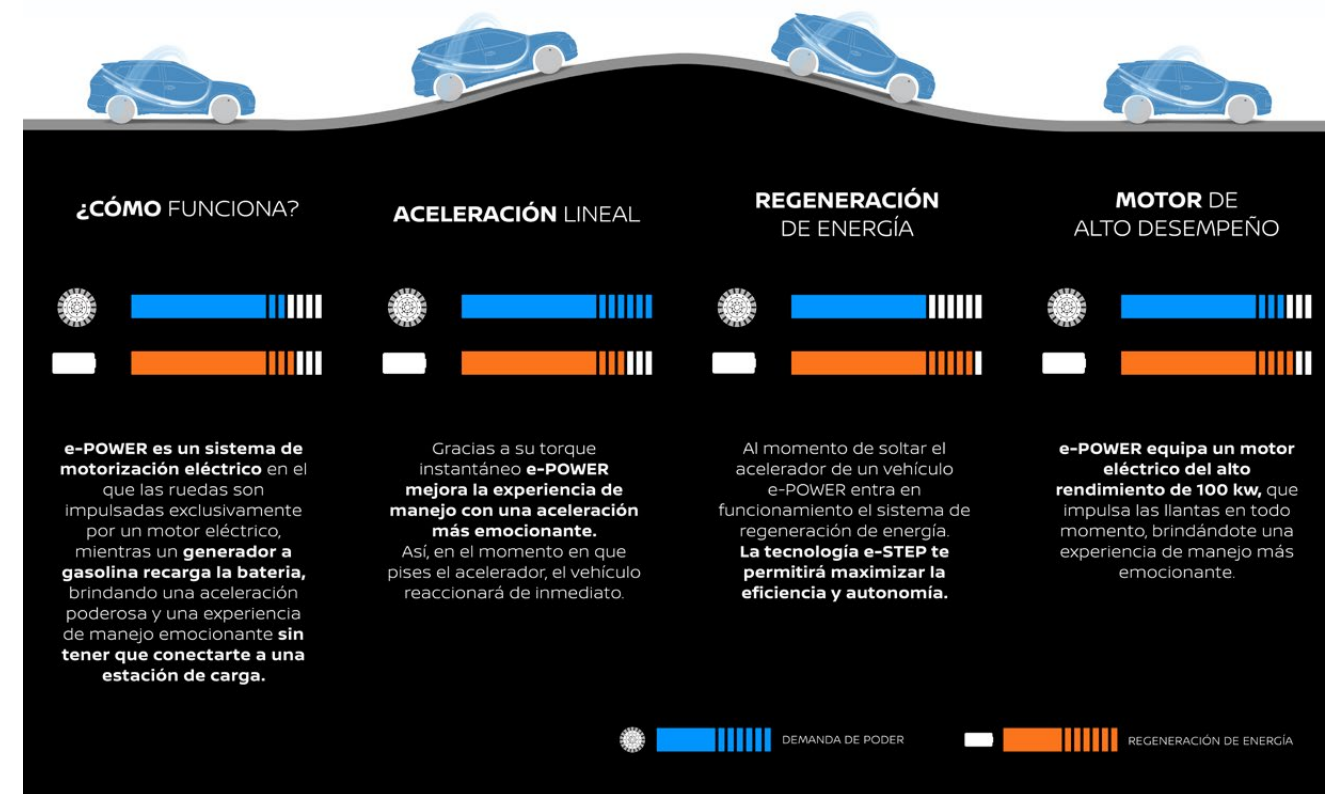 ¿CÓMO FUNCIONA?
e-POWER es un sistema de
motorización eléctrico en el
que las ruedas son
impulsadas exclusivamente
por un motor eléctrico,
mientras un generador a
gasolina recarga la bateria,
brindando una aceleración
poderosa y una experiencia
de manejo emocionante sin
tener que conectarte a una
estación de carga.
ACELERACIÓN LINEAL
Gracias a su torque
instantáneo e-POWER
mejora la experiencia de
manejo con una aceleración
más emocionante.
Así, en el momento en que
pises el acelerador, el vehículo
reaccionará de inmediato.
REGENERACIÓN
DE ENERGÍA
Al momento de soltar el
acelerador de un vehículo
e-POWER entra en
funcionamiento el sistema de
regeneración de energía.
La tecnología e-STEP te
permitirá maximizar la
eficiencia y autonomía.
MOTOR DE
ALTO DESEMPEÑO
e-POWER equipa un motor
eléctrico del alto
rendimiento de 100 kw, que
impulsa las llantas en todo
momento, brindándote una
experiencia de manejo más
emocionante.
DEMANDA DE PODER
REGENERACIÓN DE ENERGÍA